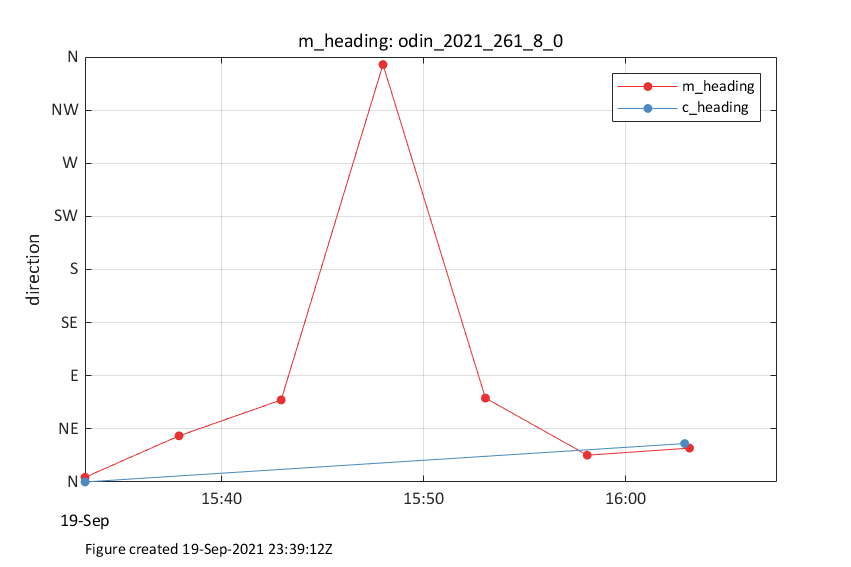 m_heading: odin_2021_261_8_0
N
NW
W
SW
S
SE
E
NE
N
direction
m_heading
c_heading
15:40
15:50
16:00
19-Sep
Figure created 19-Sep-2021 23:39:12Z